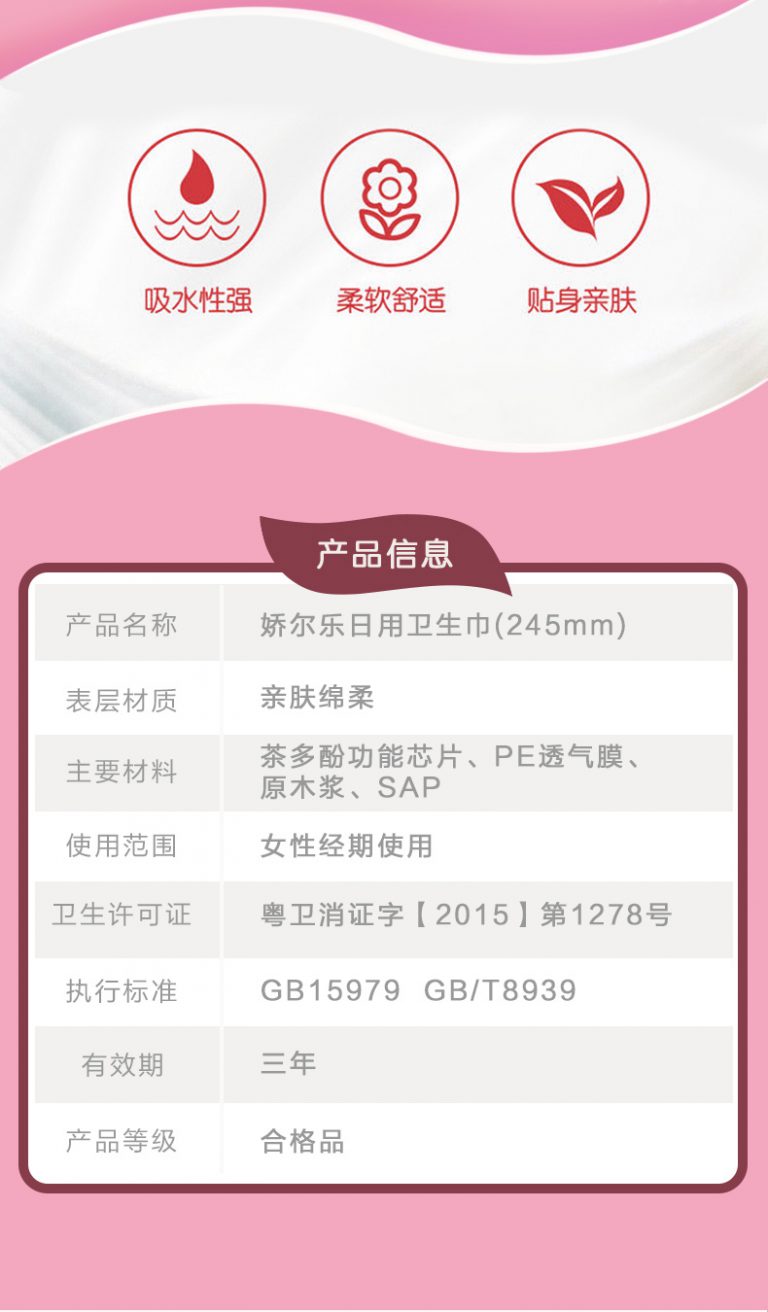 吸水性强 柔软舒适 贴身亲肤
产品信息
产品名称 娇尔乐日用卫生巾(245mm)
表层材质 亲肤绵柔
主要材料 茶多酚功能芯片、PE透气膜、
原木浆、SAP
使用范围 女性经期使用
卫生许可证 粤卫消证字【2015】第1278号
执行标准 GB15979 GB/T8939
有效期 三年
产品等级 合格品